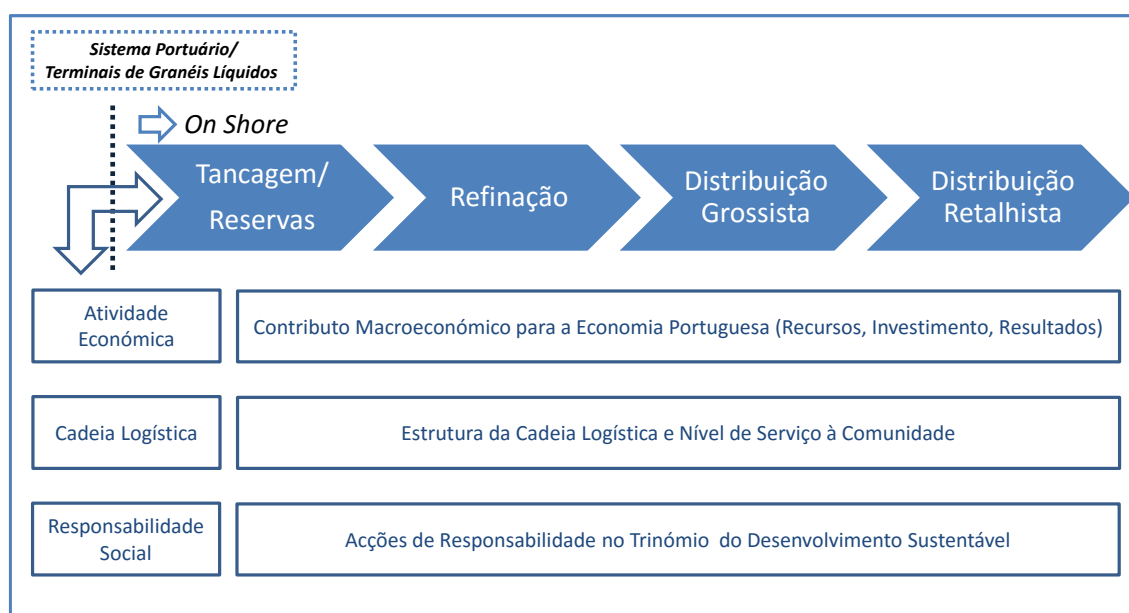 Sistema Portuário/
Terminais de Granéis Líquidos
On Shore
Tancagem/
Reservas
Refinação
Distribuição
Grossista
Distribuição
Retalhista
Atividade
Económica
Contributo Macroeconómico para a Economia Portuguesa (Recursos, Investimento, Resultados)
Cadeia Logística
Estrutura da Cadeia Logística e Nível de Serviço à Comunidade
Responsabilidade
Social
Acções de Responsabilidade no Trinómio do Desenvolvimento Sustentável